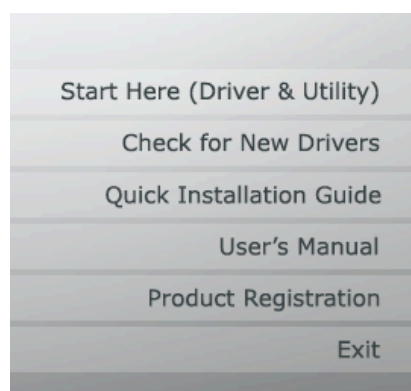 Start Here (Driver & Utility)
Check for New Drivers
Quick Installation Guide
User's Manual
Product Registration
Exit